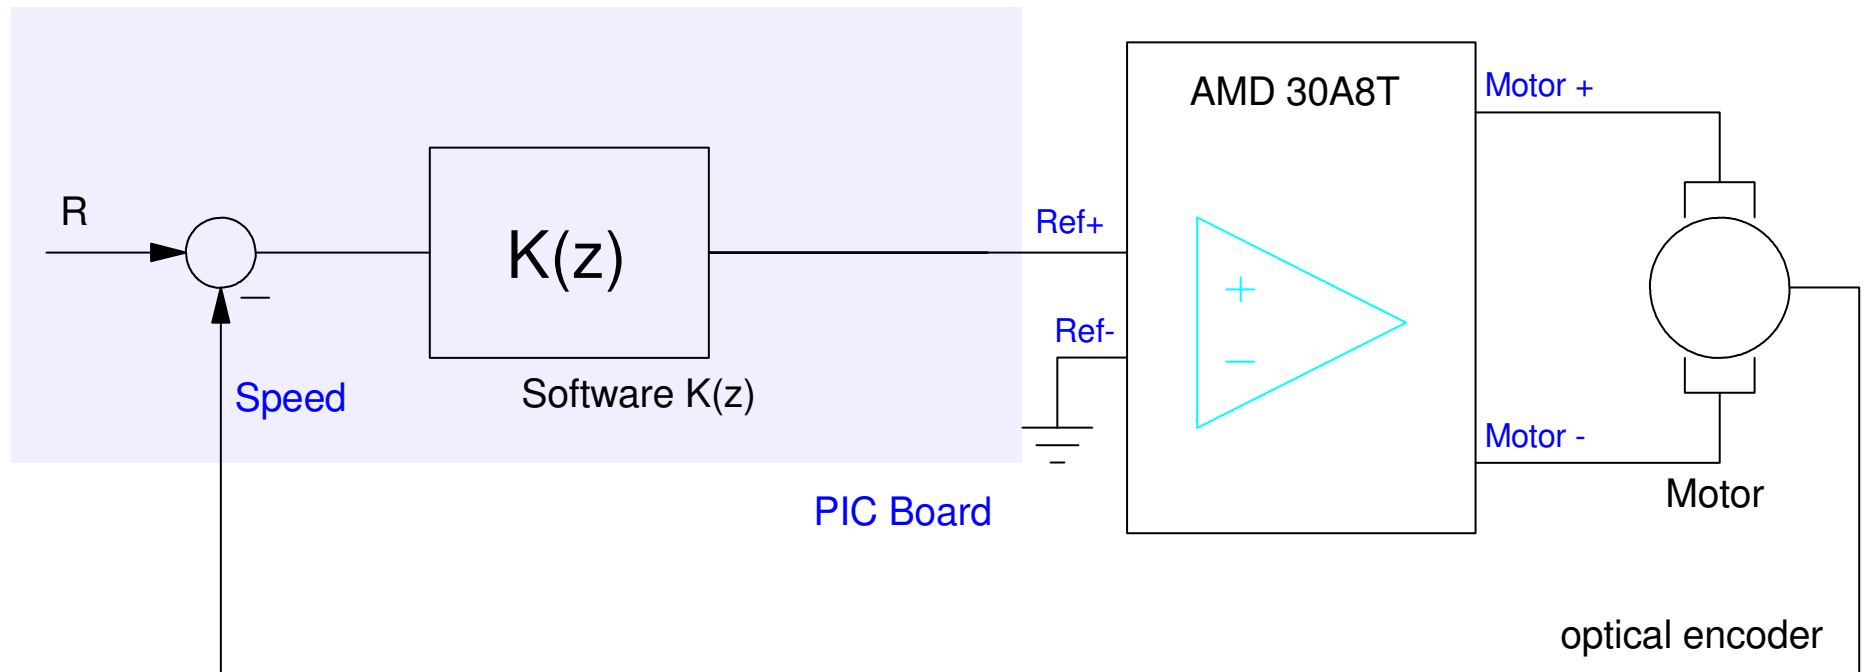 AMD 30A8T
Motor +
R
Ref+
K(z)
+
Ref-
−
Speed
Software K(z)
Motor -
Motor
PIC Board
optical encoder